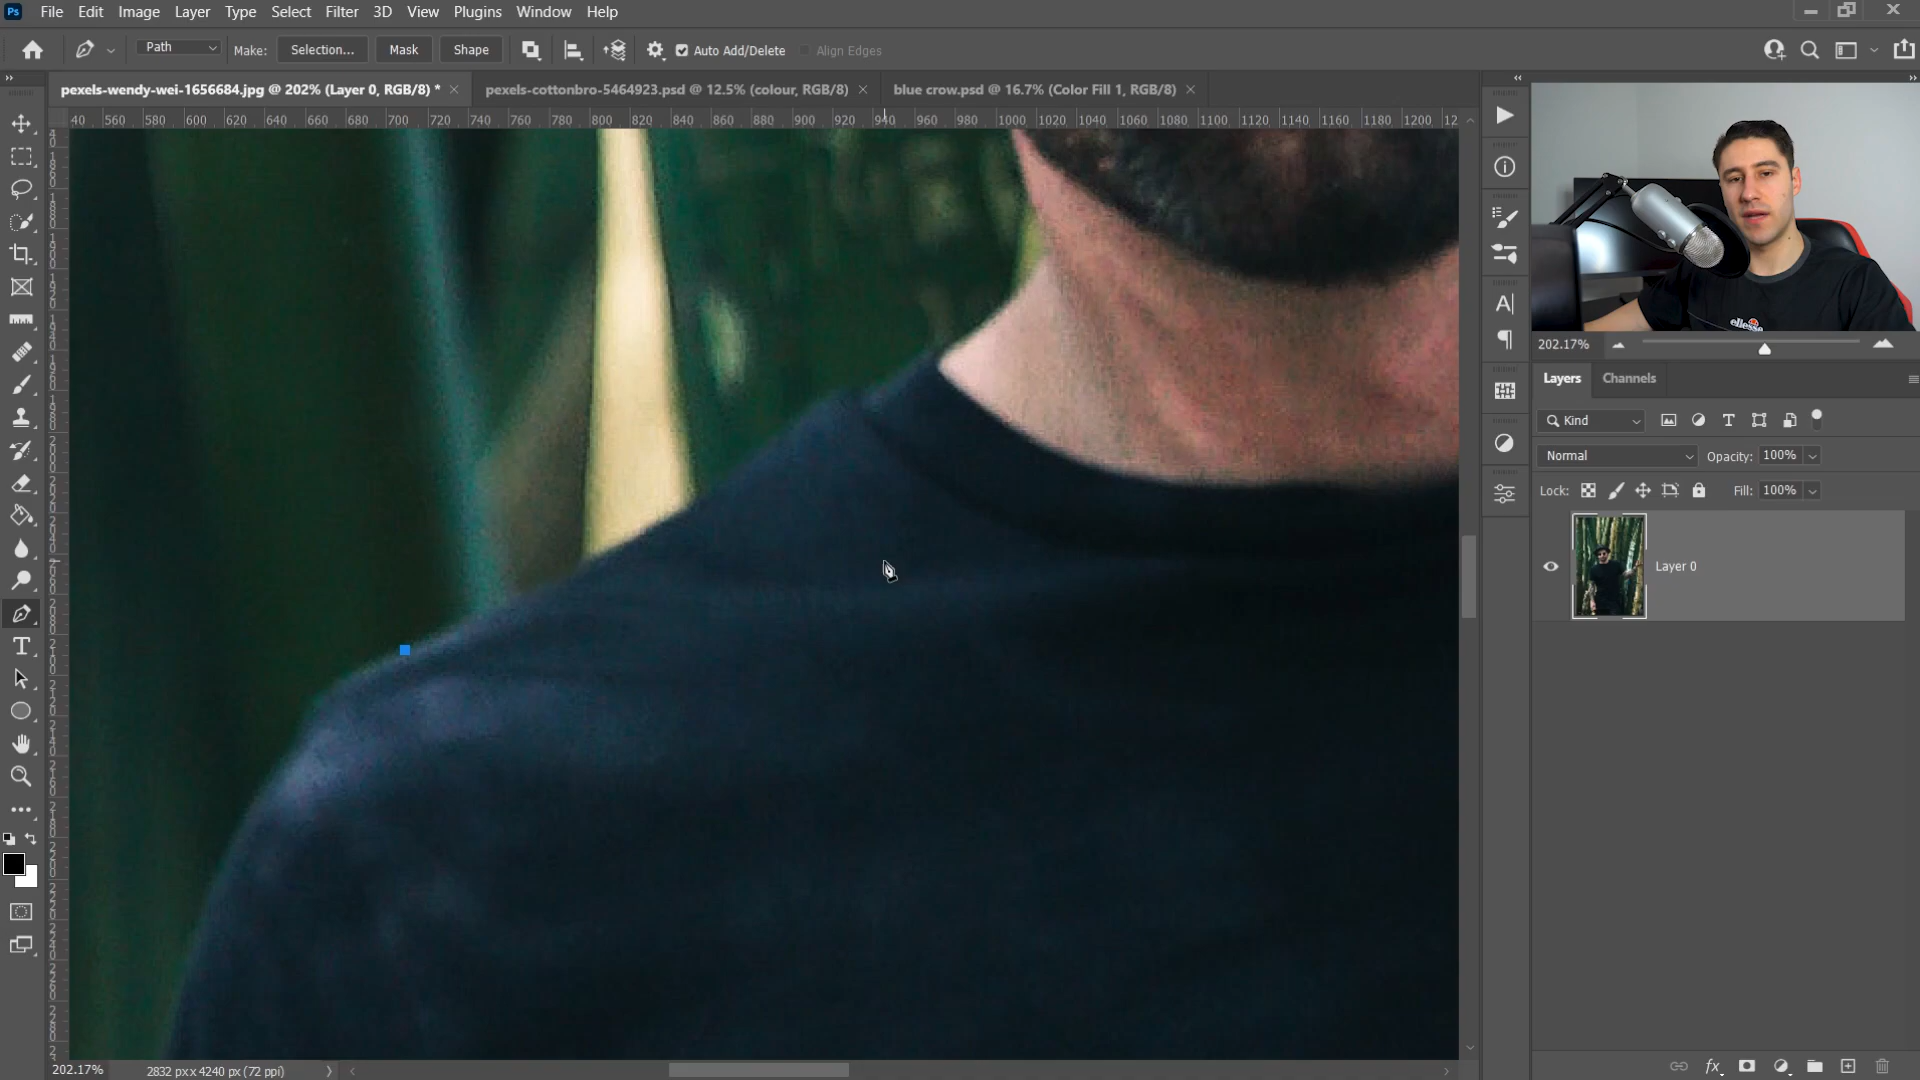 Ps File Edit Image Layer Type Select Filter 3D View Plugins Window Help
Path Make: Selection... Mask Shape Auto Add/Delete Align Edges
pexels-wendy-wei-1656684.jpg @ 202% (Layer 0, RGB/8) * pexels-cottonbro-5464923.psd @ 12.5% (colour, RGB/8) blue crow.psd @ 16.7% (Color Fill 1, RGB/8)
40 560 580 600 620 640 660 680 700 720 740 760 780 800 820 840 860 880 900 920 940 960 980 1000 1020 1040 1060 1080 1100 1120 1140 1160 1180 1200 12
ellesse
202.17%
Layers Channels
Kind
Normal Opacity: 100%
Lock: Fill: 100%
Layer 0
202.17% 2832 px x 4240 px (72 ppi)